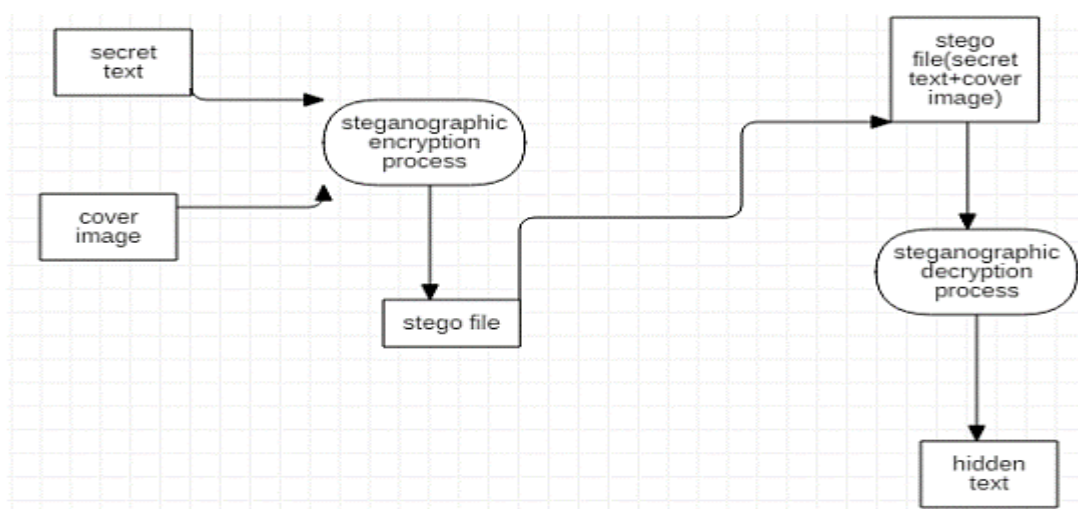 secret
text
steganographic
encryption
process
cover
image
stego file
stego
file(secret
text+cover
image)
steganographic
decryption
process
hidden
text